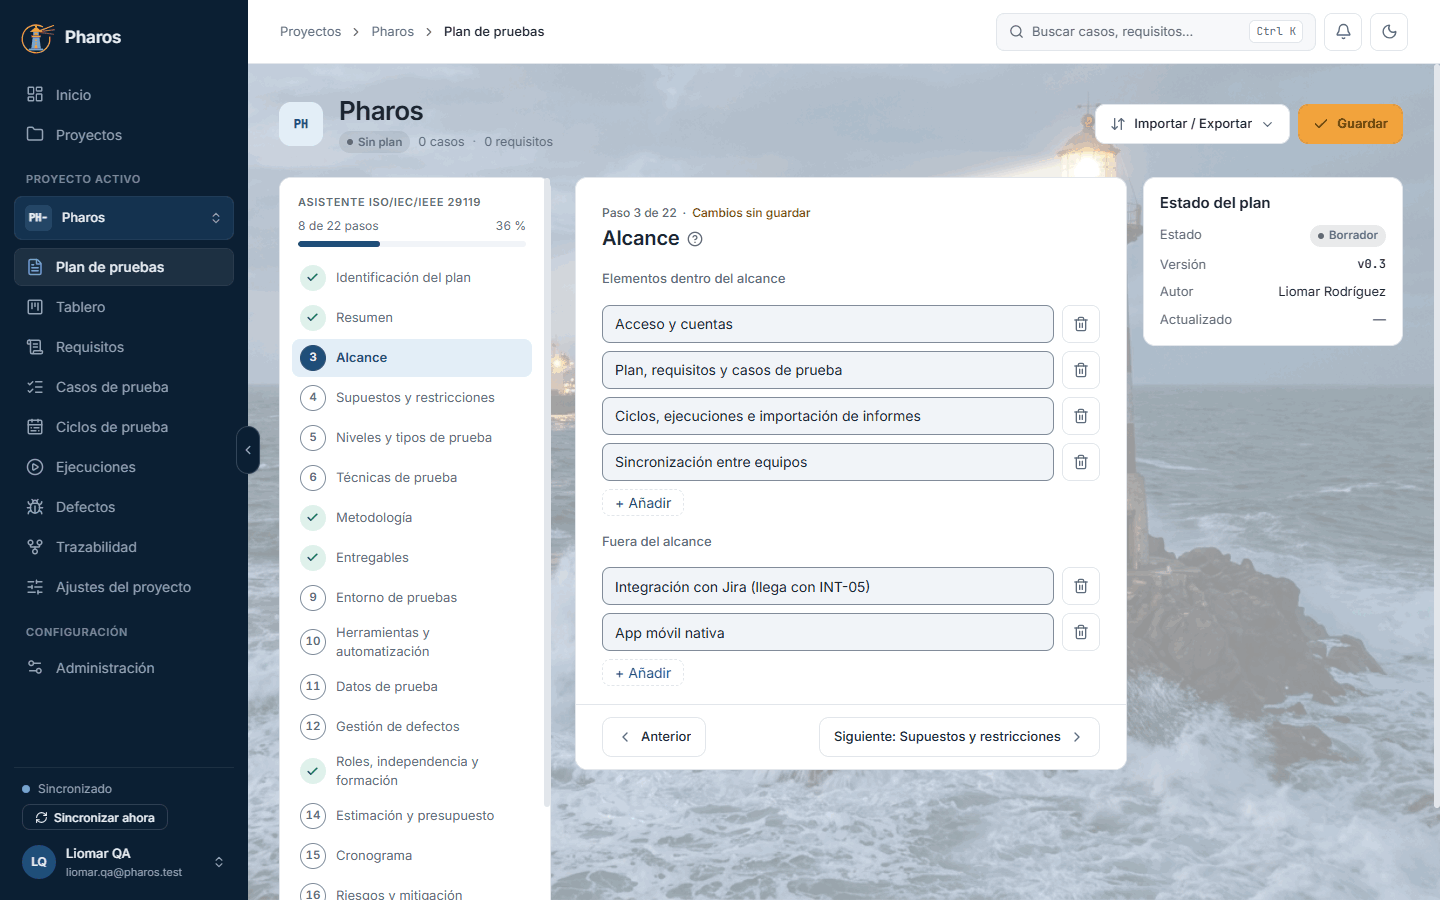 Pharos
Inicio
Proyectos
PROYECTO ACTIVO
PH-
Pharos
Plan de pruebas
Tablero
Requisitos
Casos de prueba
Ciclos de prueba
Ejecuciones
Defectos
Trazabilidad
Ajustes del proyecto
CONFIGURACIÓN
Administración
Sincronizado
Sincronizar ahora
LQ
Liomar QA
liomar.qa@pharos.test
Proyectos > Pharos > Plan de pruebas
Buscar casos, requisitos...
Ctrl K
PH
Pharos
Sin plan 0 casos · 0 requisitos
Importar / Exportar
Guardar
ASISTENTE ISO/IEC/IEEE 29119
8 de 22 pasos 36 %
Identificación del plan
Resumen
3 Alcance
4 Supuestos y restricciones
5 Niveles y tipos de prueba
6 Técnicas de prueba
Metodología
Entregables
9 Entorno de pruebas
10 Herramientas y
automatización
11 Datos de prueba
12 Gestión de defectos
Roles, independencia y
formación
14 Estimación y presupuesto
15 Cronograma
16 Riesgos y mitigación
Paso 3 de 22 · Cambios sin guardar
Alcance ?
Elementos dentro del alcance
Acceso y cuentas
Plan, requisitos y casos de prueba
Ciclos, ejecuciones e importación de informes
Sincronización entre equipos
+ Añadir
Fuera del alcance
Integración con Jira (llega con INT-05)
App móvil nativa
+ Añadir
Anterior
Siguiente: Supuestos y restricciones
Estado del plan
Estado Borrador
Versión v0.3
Autor Liomar Rodríguez
Actualizado —